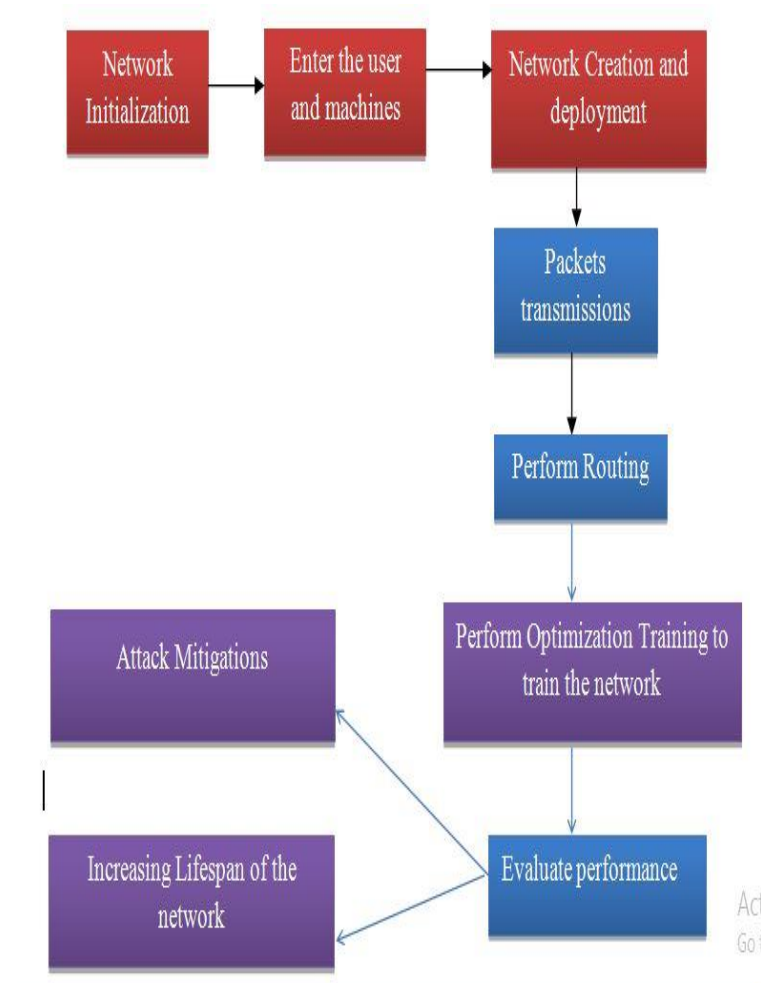 Network
Initialization
Enter the user
and machines
Network Creation and
deployment
Packets
transmissions
Perform Routing
Perform Optimization Training to
train the network
Attack Mitigations
Evaluate performance
Increasing Lifespan of the
network
Go